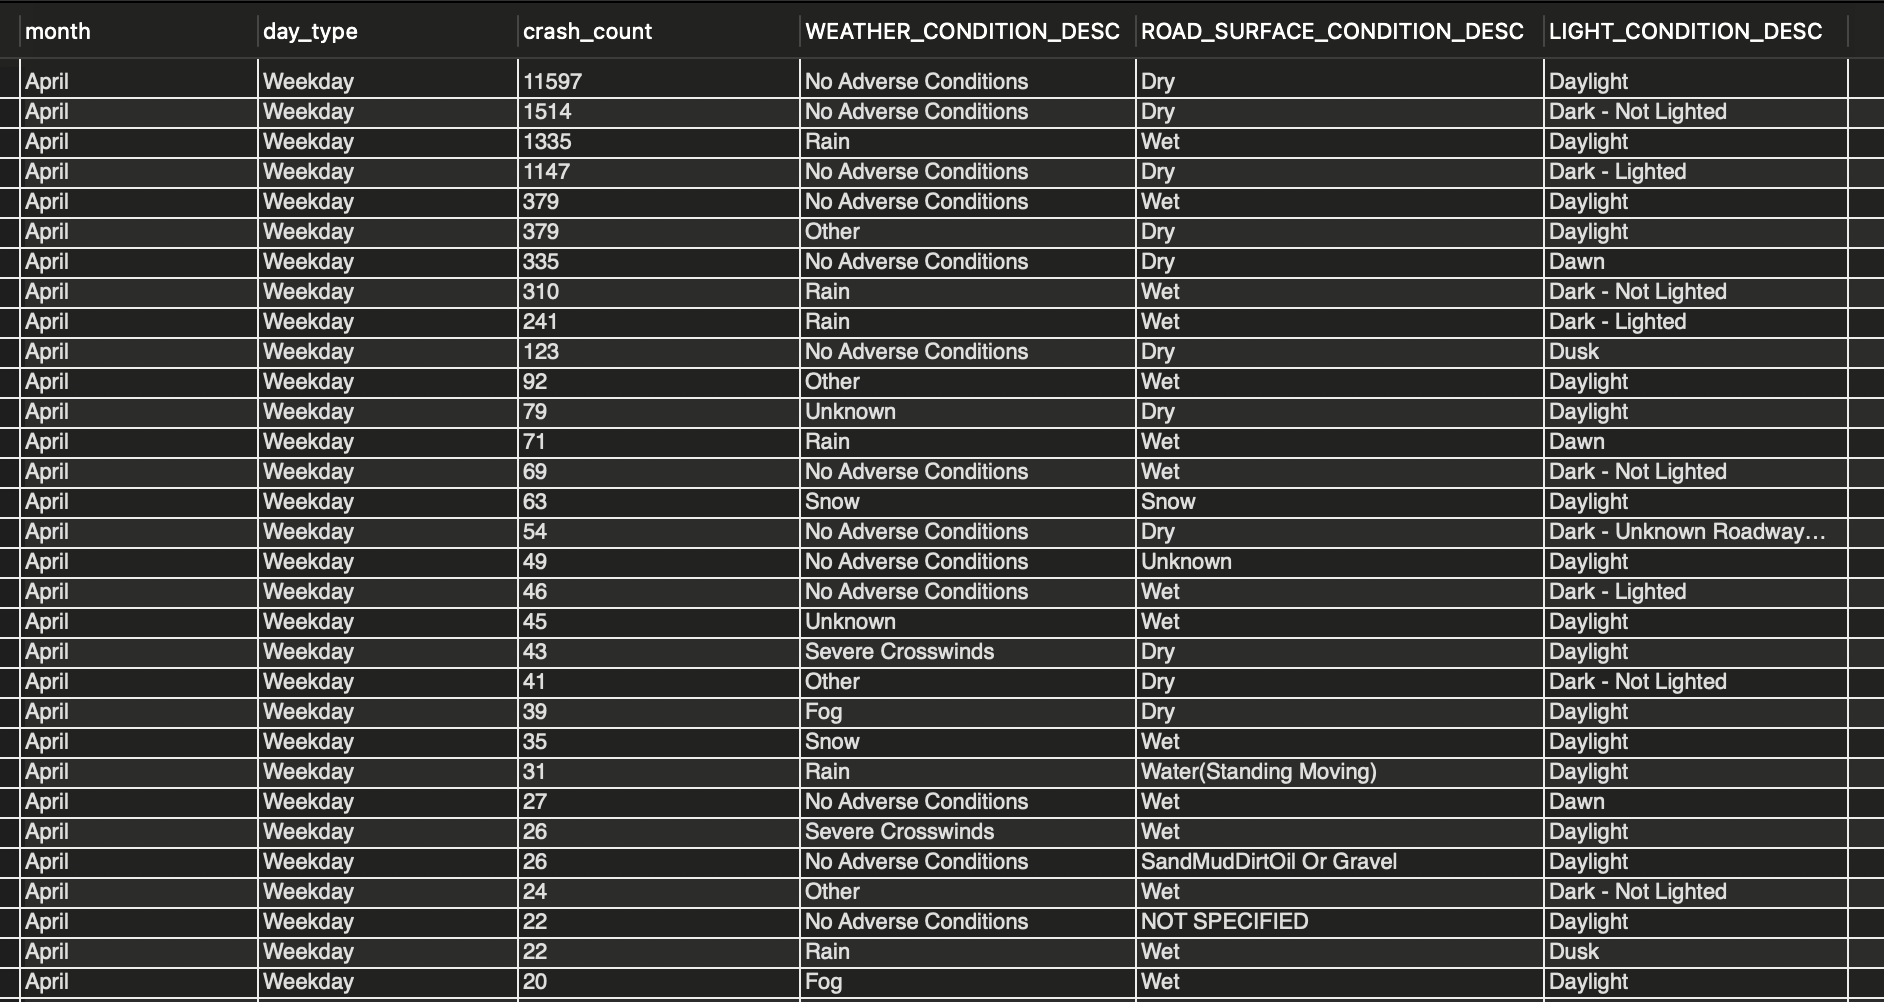 month day_type crash_count WEATHER_CONDITION_DESC ROAD_SURFACE_CONDITION_DESC LIGHT_CONDITION_DESC
April Weekday 11597 No Adverse Conditions Dry Daylight
April Weekday 1514 No Adverse Conditions Dry Dark - Not Lighted
April Weekday 1335 Rain Wet Daylight
April Weekday 1147 No Adverse Conditions Dry Dark - Lighted
April Weekday 379 No Adverse Conditions Wet Daylight
April Weekday 379 Other Dry Daylight
April Weekday 335 No Adverse Conditions Dry Dawn
April Weekday 310 Rain Wet Dark - Not Lighted
April Weekday 241 Rain Wet Dark - Lighted
April Weekday 123 No Adverse Conditions Dry Dusk
April Weekday 92 Other Wet Daylight
April Weekday 79 Unknown Dry Daylight
April Weekday 71 Rain Wet Dawn
April Weekday 69 No Adverse Conditions Wet Dark - Not Lighted
April Weekday 63 Snow Snow Daylight
April Weekday 54 No Adverse Conditions Dry Dark - Unknown Roadway…
April Weekday 49 No Adverse Conditions Unknown Daylight
April Weekday 46 No Adverse Conditions Wet Dark - Lighted
April Weekday 45 Unknown Wet Daylight
April Weekday 43 Severe Crosswinds Dry Daylight
April Weekday 41 Other Dry Dark - Not Lighted
April Weekday 39 Fog Dry Daylight
April Weekday 35 Snow Wet Daylight
April Weekday 31 Rain Water(Standing Moving) Daylight
April Weekday 27 No Adverse Conditions Wet Dawn
April Weekday 26 Severe Crosswinds Wet Daylight
April Weekday 26 No Adverse Conditions SandMudDirtOil Or Gravel Daylight
April Weekday 24 Other Wet Dark - Not Lighted
April Weekday 22 No Adverse Conditions NOT SPECIFIED Daylight
April Weekday 22 Rain Wet Dusk
April Weekday 20 Fog Wet Daylight